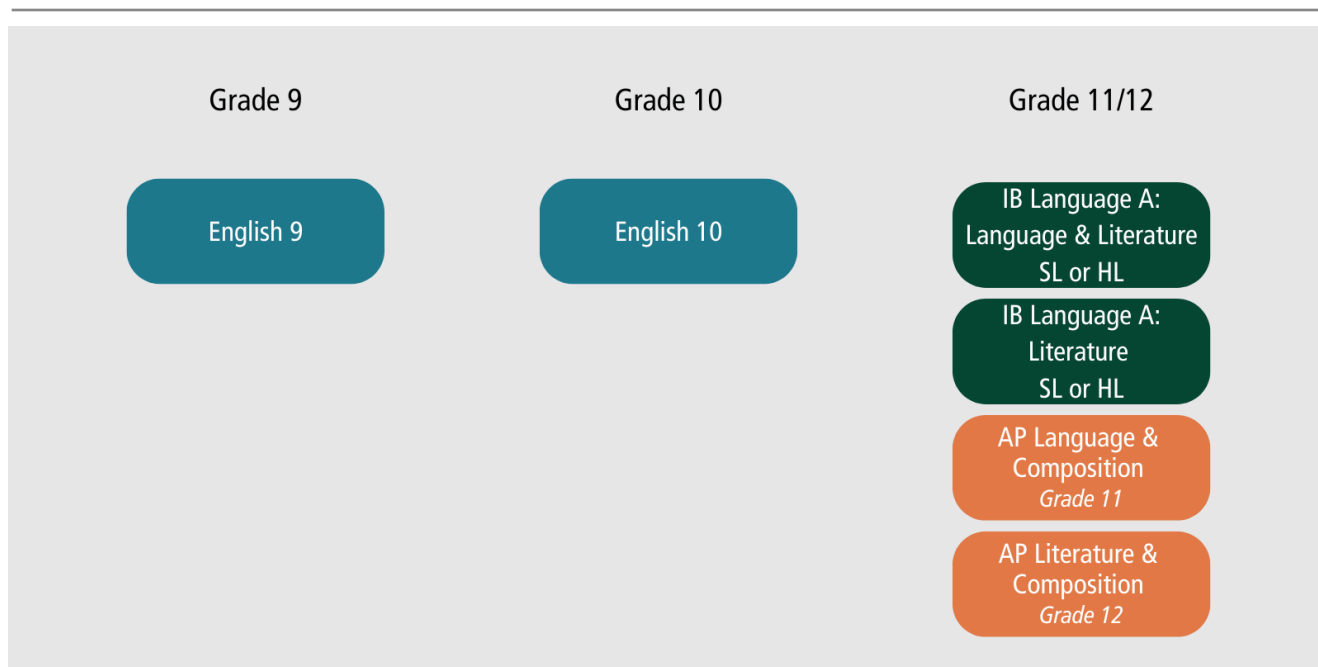 Grade 9
Grade 10
Grade 11/12
English 9
English 10
IB Language A:
Language & Literature
SL or HL
IB Language A:
Literature
SL or HL
AP Language &
Composition
Grade 11
AP Literature &
Composition
Grade 12